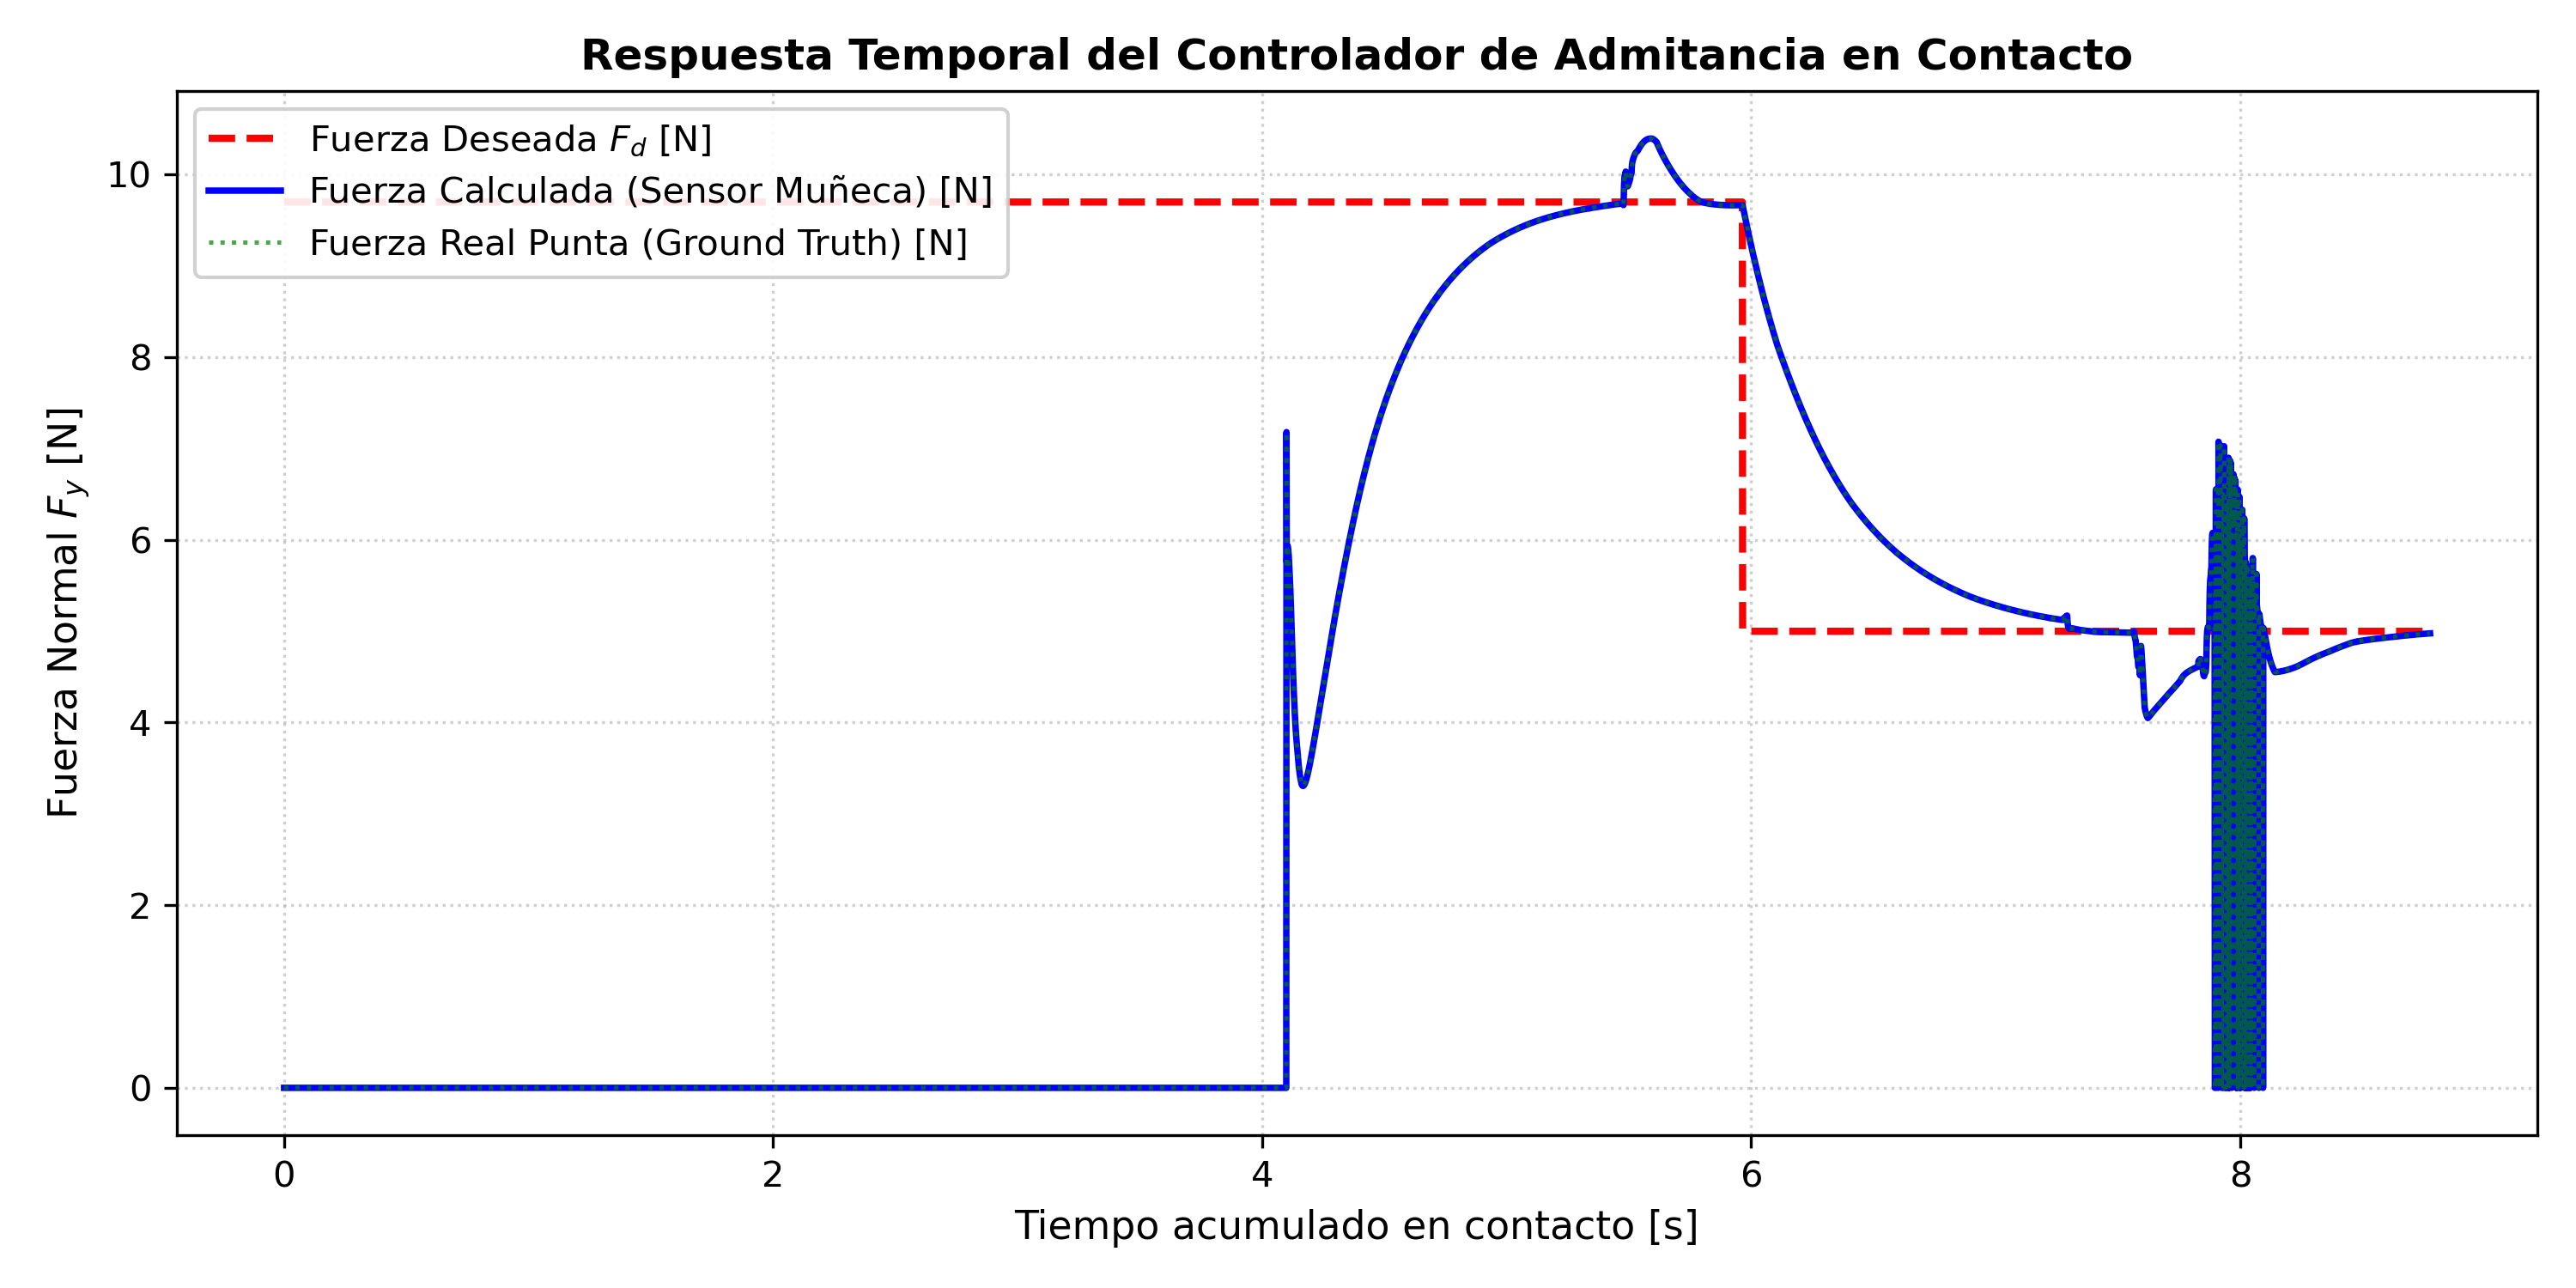 Respuesta Temporal del Controlador de Admitancia en Contacto
Fuerza Deseada F_d [N]
Fuerza Calculada (Sensor Muñeca) [N]
Fuerza Real Punta (Ground Truth) [N]
Fuerza Normal F_y [N]
10
8
6
4
2
0
0 2 4 6 8
Tiempo acumulado en contacto [s]